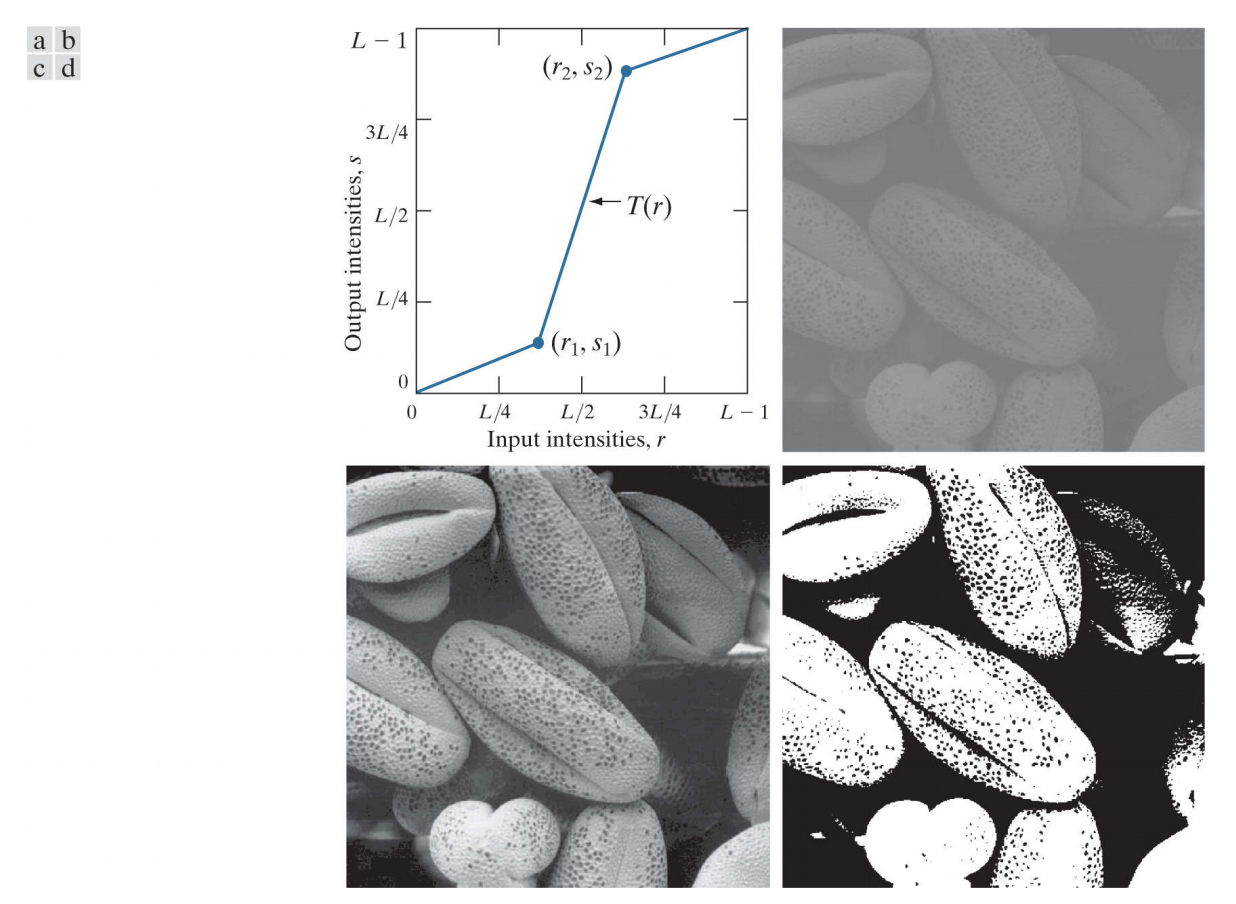 a b
c d
L − 1
(r₂, s₂)
3L/4
T(r)
L/2
L/4
(r₁, s₁)
0
Output intensities, s
0 L/4 L/2 3L/4 L − 1
Input intensities, r